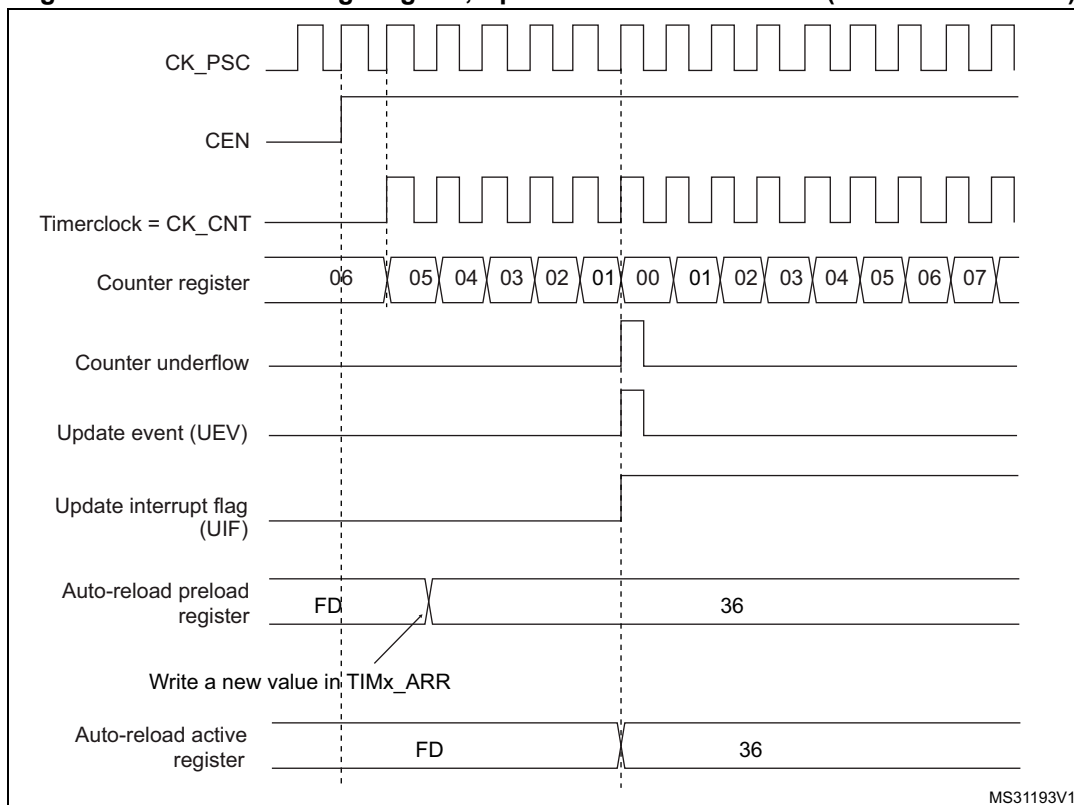 CK_PSC
CEN
Timerclock = CK_CNT
Counter register
06 05 04 03 02 01 00 01 02 03 04 05 06 07
Counter underflow
Update event (UEV)
Update interrupt flag
(UIF)
Auto-reload preload
register
FD 36
Write a new value in TIMx_ARR
Auto-reload active
register
FD 36
MS31193V1